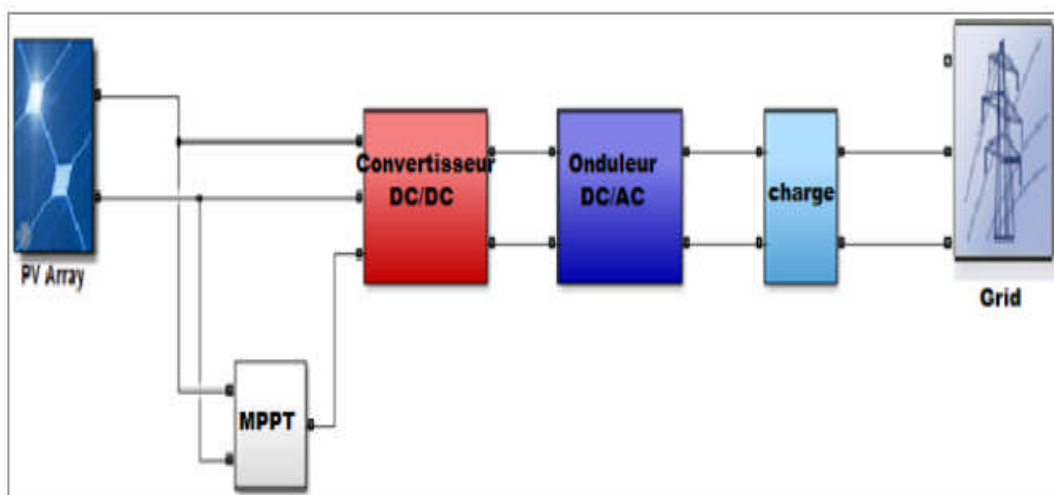 PV Array
Convertisseur
DC/DC
Onduleur
DC/AC
charge
Grid
MPPT